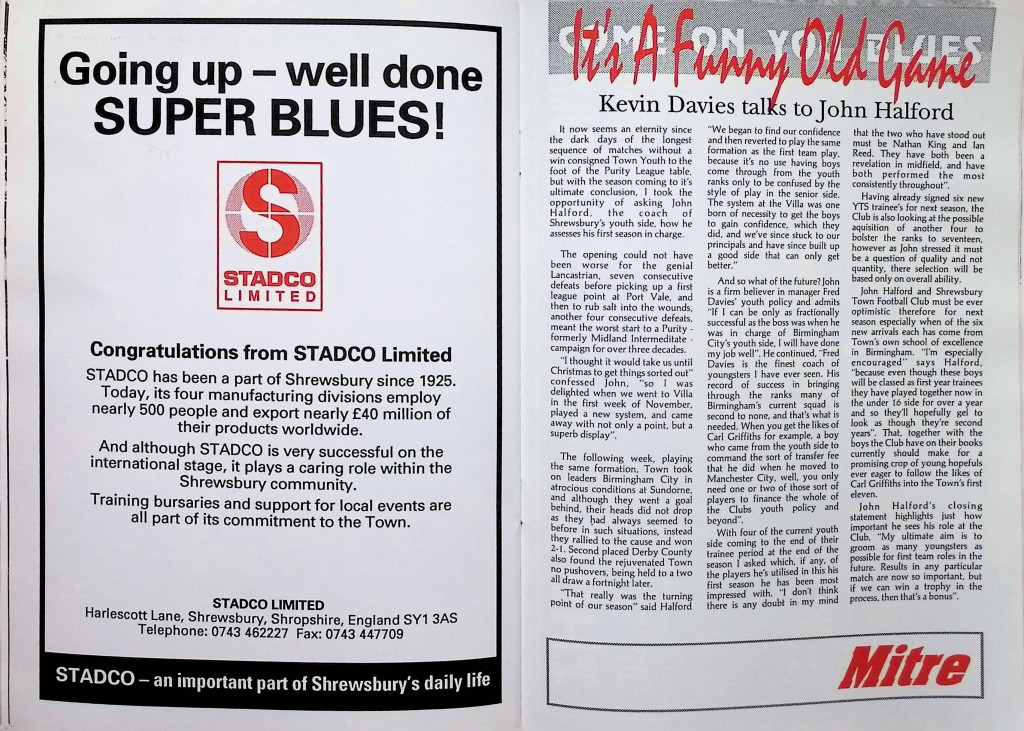 Going up – well done
SUPER BLUES!
STADCO
LIMITED
Congratulations from STADCO Limited
STADCO has been a part of Shrewsbury since 1925.
Today, its four manufacturing divisions employ
nearly 500 people and export nearly £40 million of
their products worldwide.
And although STADCO is very successful on the
international stage, it plays a caring role within the
Shrewsbury community.
Training bursaries and support for local events are
all part of its commitment to the Town.
STADCO LIMITED
Harlescott Lane, Shrewsbury, Shropshire, England SY1 3AS
Telephone: 0743 462227 Fax: 0743 447709
STADCO – an important part of Shrewsbury's daily life
COME ON YOU BLUES
It's A Funny Old Game
Kevin Davies talks to John Halford
It now seems an eternity since
the dark days of the longest
sequence of matches without a
win consigned Town Youth to the
foot of the Purity League table,
but with the season coming to it's
ultimate conclusion, I took the
opportunity of asking John
Halford, the coach of
Shrewsbury's youth side, how he
assesses his first season in charge.
The opening could not have
been worse for the genial
Lancastrian, seven consecutive
defeats before picking up a first
league point at Port Vale, and
then to rub salt into the wounds,
another four consecutive defeats,
meant the worst start to a Purity -
formerly Midland Intermeditate -
campaign for over three decades.
"I thought it would take us until
Christmas to get things sorted out"
confessed John, "so I was
delighted when we went to Villa
in the first week of November,
played a new system, and came
away with not only a point, but a
superb display".
The following week, playing
the same formation, Town took
on leaders Birmingham City in
atrocious conditions at Sundorne,
and although they went a goal
behind, their heads did not drop
as they had always seemed to
before in such situations, instead
they rallied to the cause and won
2-1. Second placed Derby County
also found the rejuvenated Town
no pushovers, being held to a two
all draw a fortnight later.
"That really was the turning
point of our season" said Halford
"We began to find our confidence
and then reverted to play the same
formation as the first team play,
because it's no use having boys
come through from the youth
ranks only to be confused by the
style of play in the senior side.
The system at the Villa was one
born of necessity to get the boys
to gain confidence, which they
did, and we've since stuck to our
principals and have since built up
a good side that can only get
better."
And so what of the future? John
is a firm believer in manager Fred
Davies' youth policy and admits
"If I can be only as fractionally
successful as the boss was when he
was in charge of Birmingham
City's youth side, I will have done
my job well". He continued, "Fred
Davies is the finest coach of
youngsters I have ever seen. His
record of success in bringing
through the ranks many of
Birmingham's current squad is
second to none, and that's what is
needed. When you get the likes of
Carl Griffiths for example, a boy
who came from the youth side to
command the sort of transfer fee
that he did when he moved to
Manchester City, well, you only
need one or two of those sort of
players to finance the whole of
the Clubs youth policy and
beyond".
With four of the current youth
side coming to the end of their
trainee period at the end of the
season I asked which, if any, of
the players he's utilised in this his
first season he has been most
impressed with. "I don't think
there is any doubt in my mind
that the two who have stood out
must be Nathan King and Ian
Reed. They have both been a
revelation in midfield, and have
both performed the most
consistently throughout".
Having already signed six new
YTS trainee's for next season, the
Club is also looking at the possible
aquisition of another four to
bolster the ranks to seventeen,
however as John stressed it must
be a question of quality and not
quantity, there selection will be
based only on overall ability.
John Halford and Shrewsbury
Town Football Club must be ever
optimistic therefore for next
season especially when of the six
new arrivals each has come from
Town's own school of excellence
in Birmingham. "I'm especially
encouraged" says Halford,
"because even though these boys
will be classed as first year trainees
they have played together now in
the under 16 side for over a year
and so they'll hopefully gel to
look as though they're second
years". That, together with the
boys the Club have on their books
currently should make for a
promising crop of young hopefuls
ever eager to follow the likes of
Carl Griffiths into the Town's first
eleven.
John Halford's closing
statement highlights just how
important he sees his role at the
Club, "My ultimate aim is to
groom as many youngsters as
possible for first team roles in the
future. Results in any particular
match are now so important, but
if we can win a trophy in the
process, then that's a bonus".
Mitre